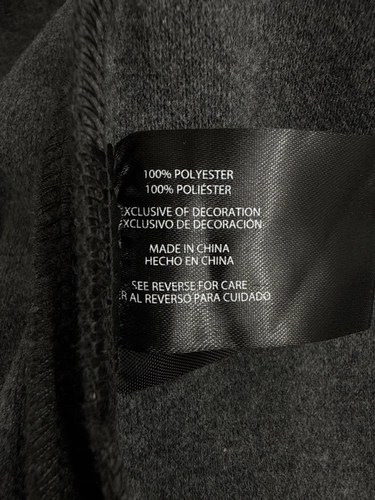 100% POLYESTER
100% POLIÉSTER
EXCLUSIVE OF DECORATION
EXCLUSIVO DE DECORACIÓN
MADE IN CHINA
HECHO EN CHINA
SEE REVERSE FOR CARE
AL REVERSO PARA CUIDADO